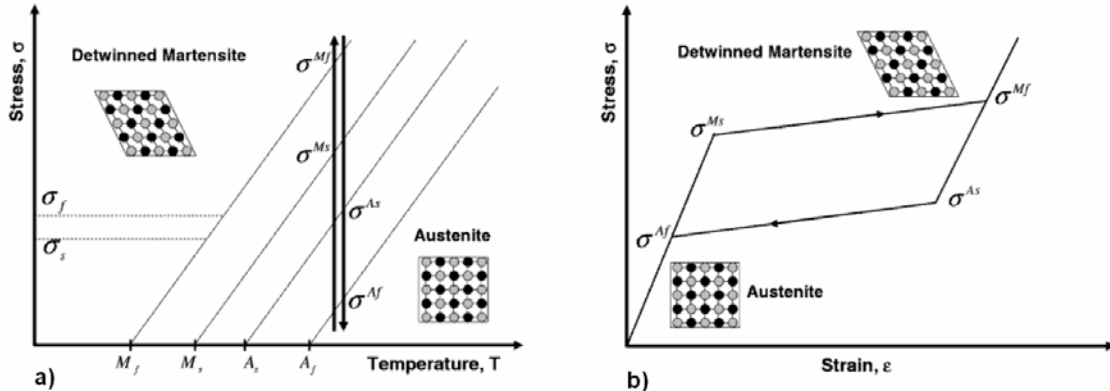 Stress, σ
Detwinned Martensite
σ^{Mf}
σ^{Ms}
σ_f
σ_s
σ^{As}
Austenite
σ^{Af}
M_f
M_s
A_s
A_f
Temperature, T
a)
Stress, σ
Detwinned Martensite
σ^{Mf}
σ^{Ms}
σ^{As}
σ^{Af}
Austenite
Strain, ε
b)